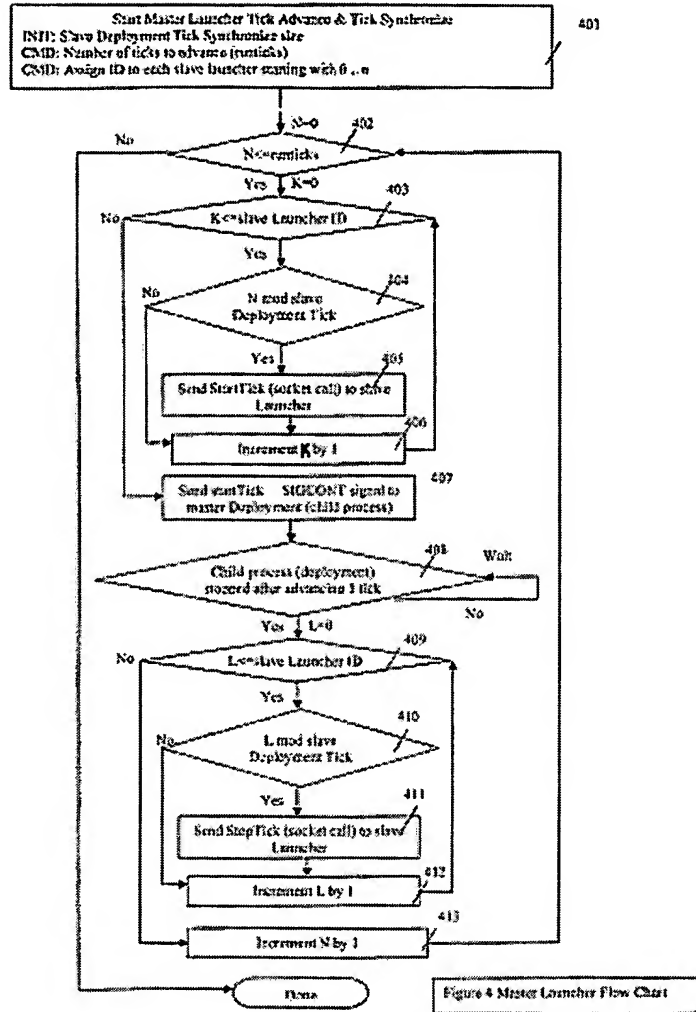 Start Master Launcher Tick Advance & Tick Synchronize
INIT: Slave Deployment Tick Synchronize size
CMD: Number of ticks to advance (runticks)
CMD: Assign ID to each slave launcher starting with 0 .. n
401
N=0
No
402
N<=runticks
Yes
K=0
403
No
K<=slave Launcher ID
Yes
404
No
N mod slave
Deployment Tick
Yes
405
Send StartTick (socket call) to slave
Launcher
406
Increment K by 1
407
Send startTick SIGCONT signal to
master Deployment (child process)
408
Wait
Child process (deployment)
stopped after advancing 1 tick
No
Yes
L=0
No
409
L<=slave Launcher ID
Yes
410
No
L mod slave
Deployment Tick
Yes
411
Send StopTick (socket call) to slave
Launcher
Increment L by 1
412
413
Increment N by 1
Done
Figure 4 Master Launcher Flow Chart